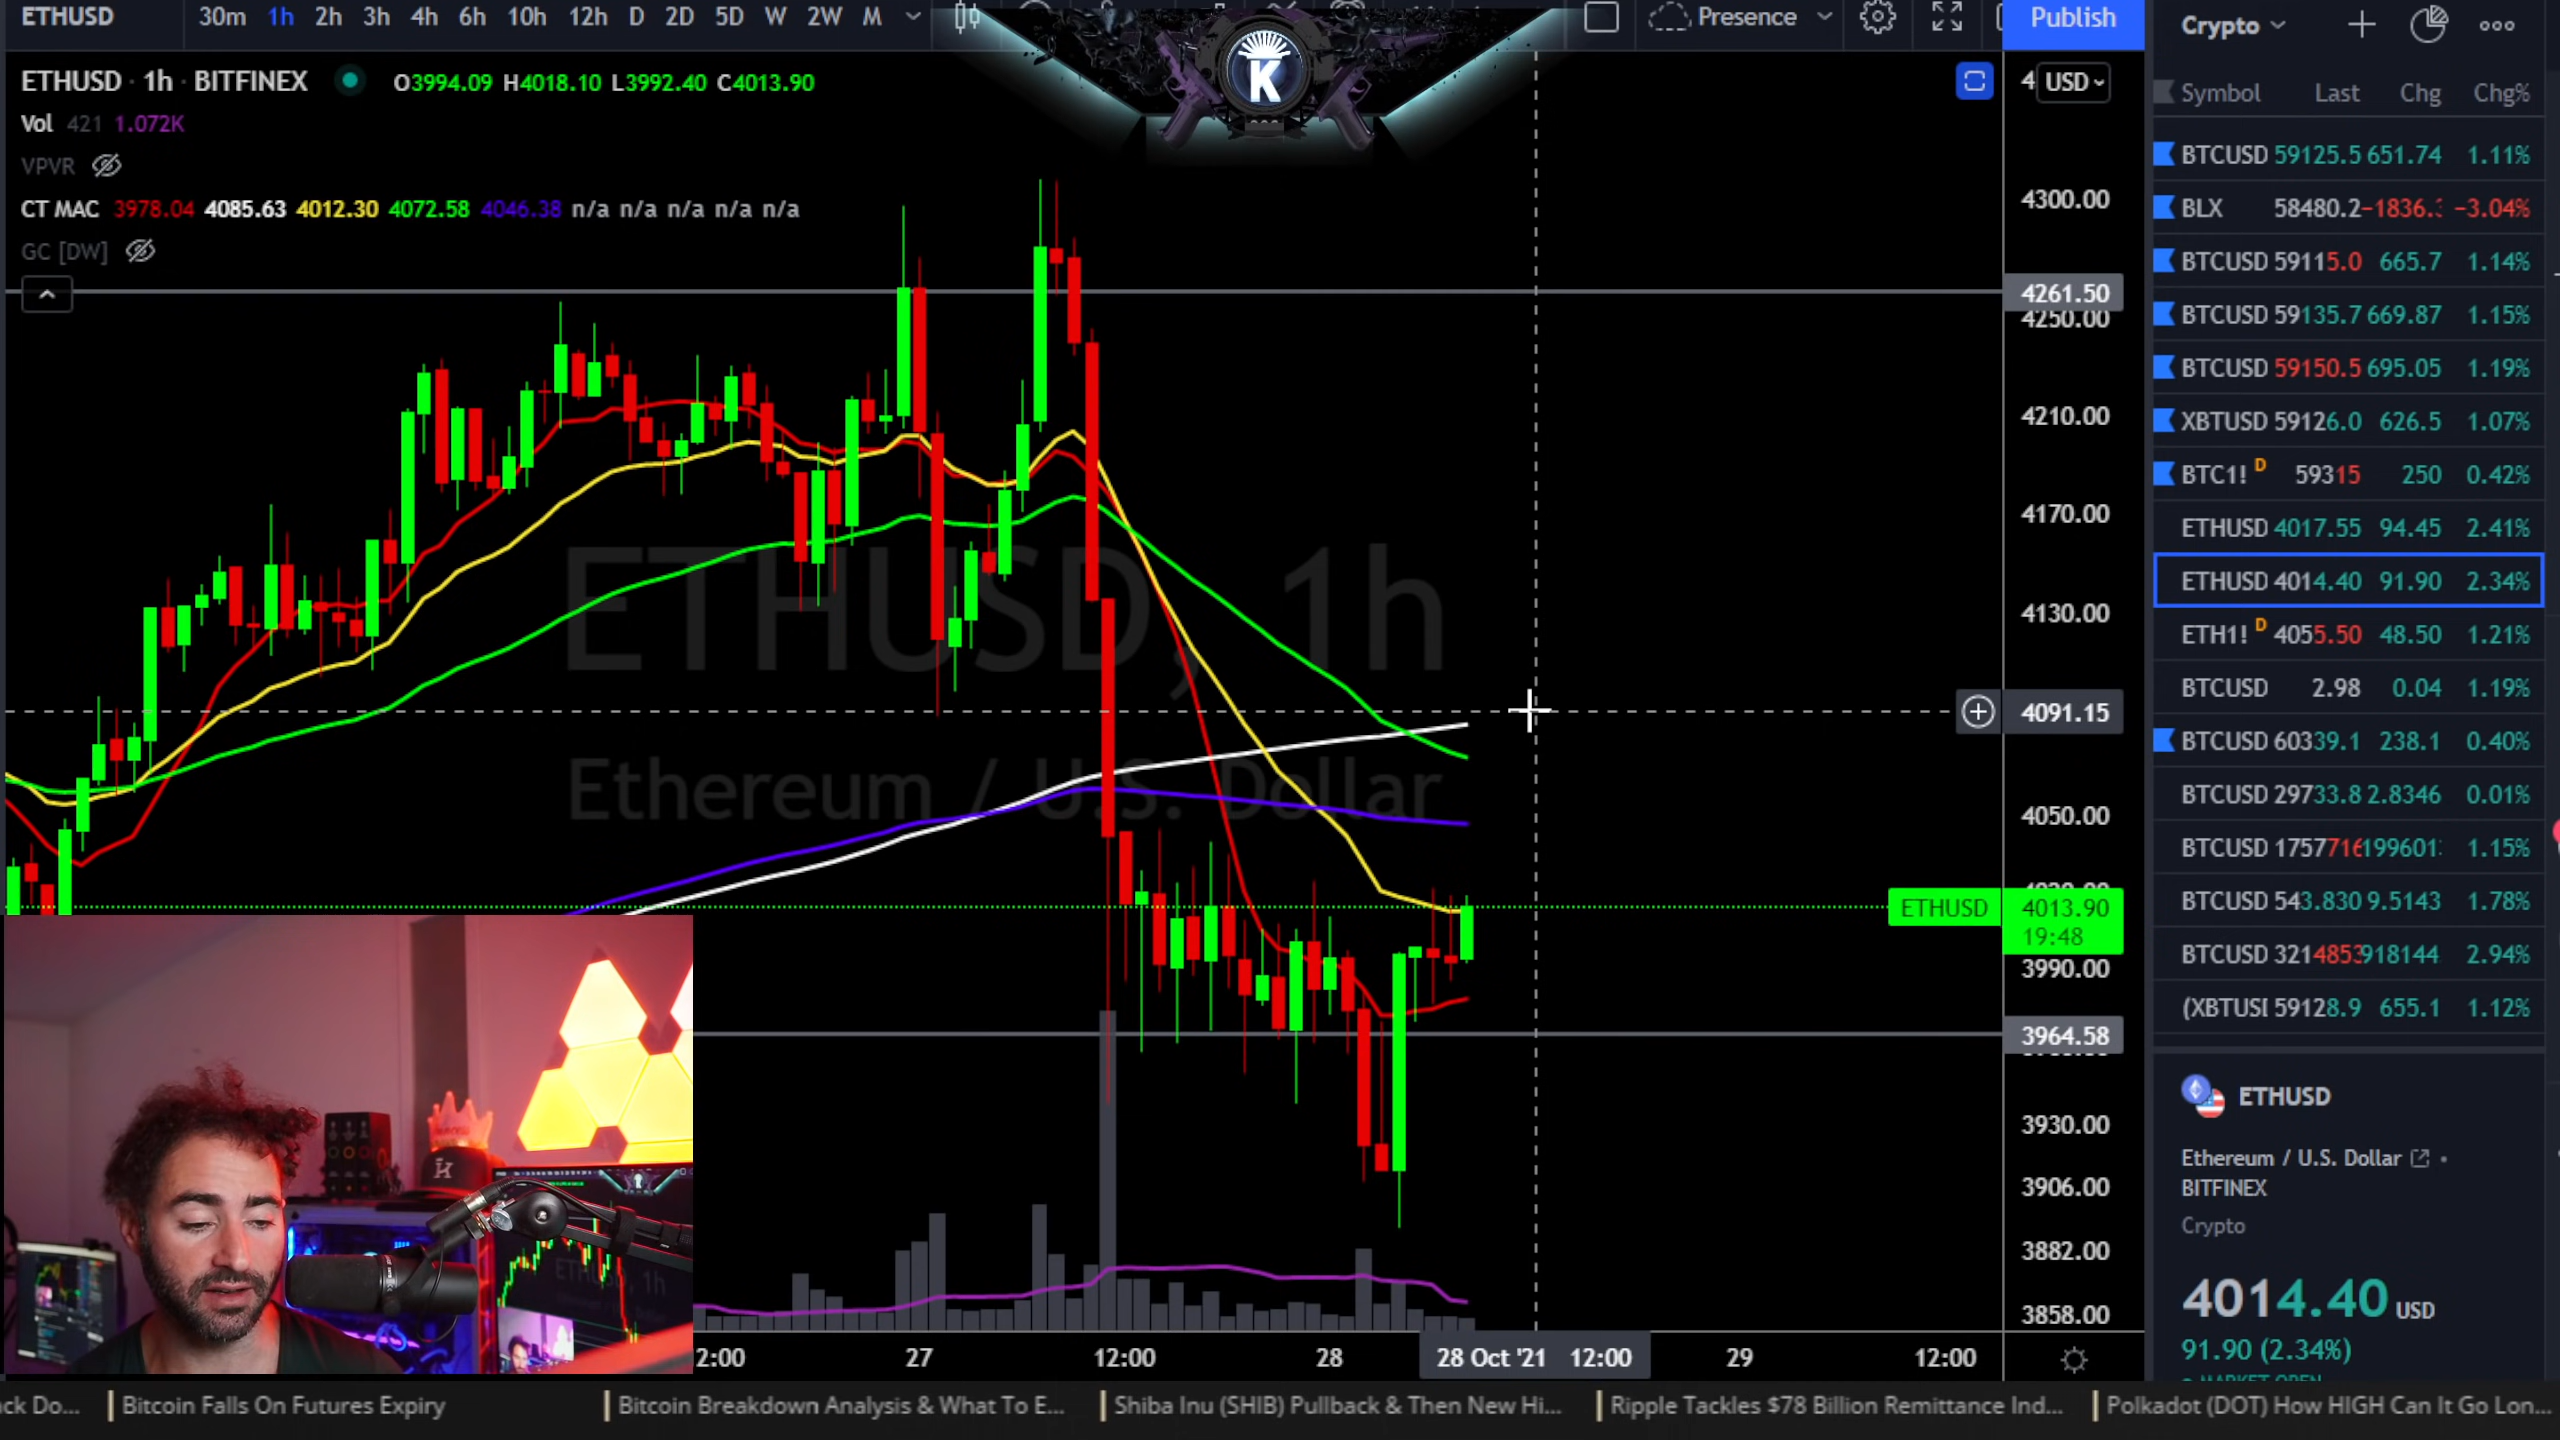 ETHUSD 30m 1h 2h 3h 4h 6h 10h 12h D 2D 5D W 2W M Presence Publish
Crypto
ETHUSD · 1h · BITFINEX O3994.09 H4018.10 L3992.40 C4013.90
Vol 421 1.072K
VPVR
CT MAC 3978.04 4085.63 4012.30 4072.58 4046.38 n/a n/a n/a n/a n/a
GC [DW]
K
ETHUSD, 1h
Ethereum / U.S. Dollar
4 USD
4300.00
4261.50
4250.00
4210.00
4170.00
4130.00
4091.15
4050.00
ETHUSD 4013.90
19:48
3990.00
3964.58
3930.00
3906.00
3882.00
3858.00
2:00 27 12:00 28 28 Oct '21 12:00 29 12:00
Symbol Last Chg Chg%
BTCUSD 59125.5 651.74 1.11%
BLX 58480.2 -1836. -3.04%
BTCUSD 59115.0 665.7 1.14%
BTCUSD 59135.7 669.87 1.15%
BTCUSD 59150.5 695.05 1.19%
XBTUSD 59126.0 626.5 1.07%
BTC1! D 59315 250 0.42%
ETHUSD 4017.55 94.45 2.41%
ETHUSD 4014.40 91.90 2.34%
ETH1! D 4055.50 48.50 1.21%
BTCUSD 2.98 0.04 1.19%
BTCUSD 60339.1 238.1 0.40%
BTCUSD 29733.8 2.8346 0.01%
BTCUSD 1757716 199601 1.15%
BTCUSD 543.830 9.5143 1.78%
BTCUSD 3214853 918144 2.94%
(XBTUSI 59128.9 655.1 1.12%
ETHUSD
Ethereum / U.S. Dollar
BITFINEX
Crypto
4014.40 USD
91.90 (2.34%)
MARKET OPEN
ack Do... Bitcoin Falls On Futures Expiry Bitcoin Breakdown Analysis & What To E... Shiba Inu (SHIB) Pullback & Then New Hi... Ripple Tackles $78 Billion Remittance Ind... Polkadot (DOT) How HIGH Can It Go Lon...